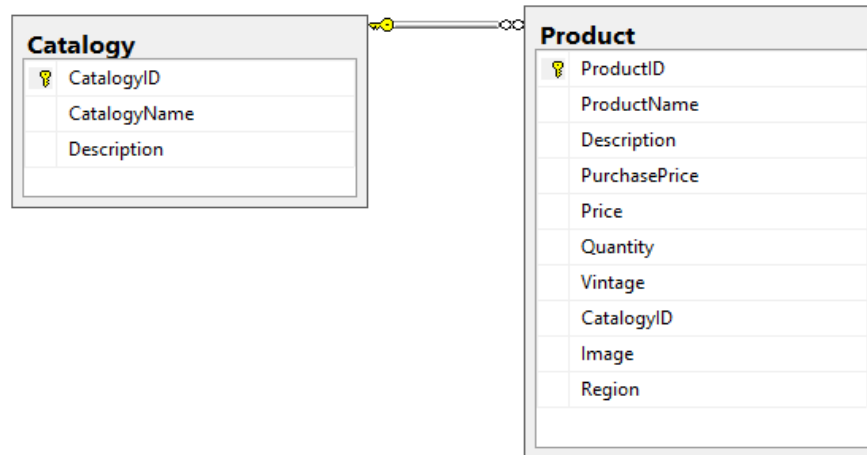 Catalogy
CatalogyID
CatalogyName
Description
Product
ProductID
ProductName
Description
PurchasePrice
Price
Quantity
Vintage
CatalogyID
Image
Region